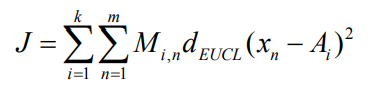 J = \sum_{i=1}^{k} \sum_{n=1}^{m} M_{i,n} d_{EUCL} (x_n - A_i)^2